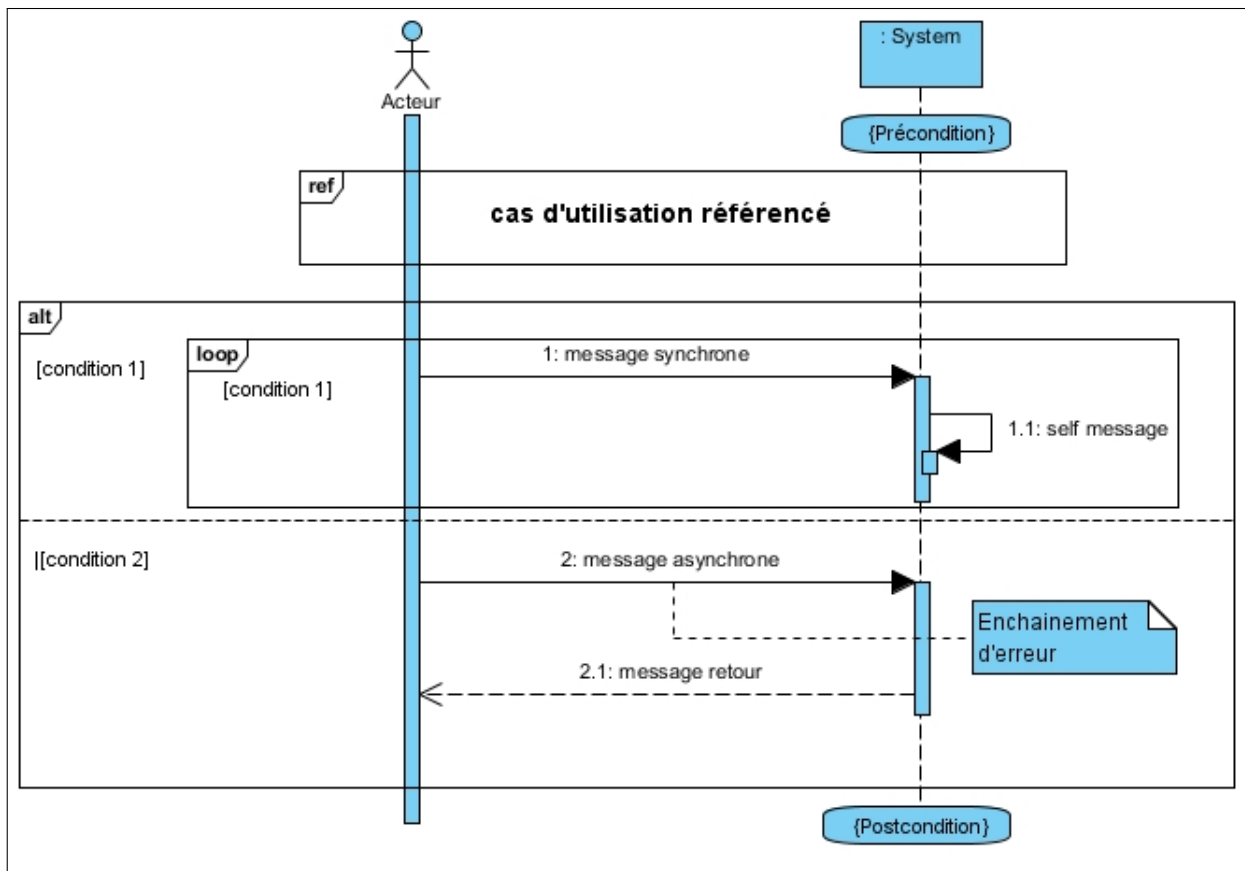 : System
Acteur
{Précondition}
ref
cas d'utilisation référencé
alt
loop
1: message synchrone
[condition 1]
[condition 1]
1.1: self message
|[condition 2]
2: message asynchrone
Enchainement
d'erreur
2.1: message retour
{Postcondition}